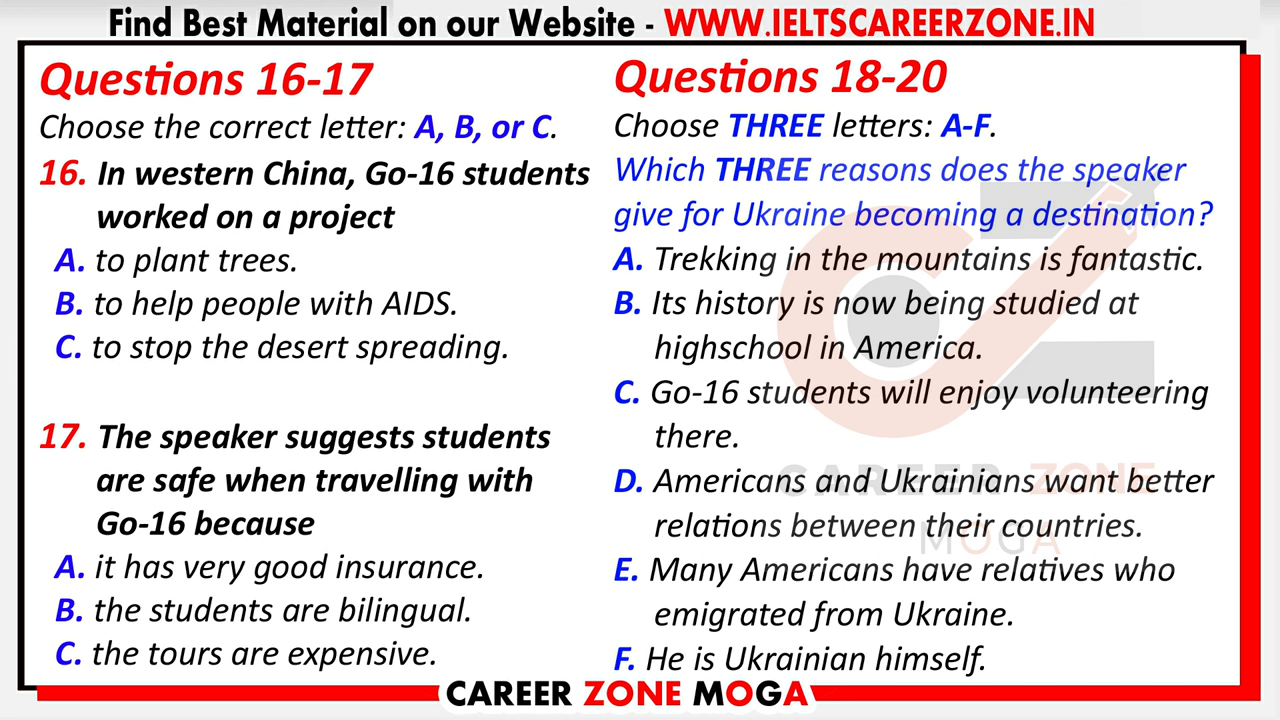 Find Best Material on our Website - WWW.IELTSCAREERZONE.IN
Questions 16-17
Choose the correct letter: A, B, or C.
16. In western China, Go-16 students
worked on a project
A. to plant trees.
B. to help people with AIDS.
C. to stop the desert spreading.
17. The speaker suggests students
are safe when travelling with
Go-16 because
A. it has very good insurance.
B. the students are bilingual.
C. the tours are expensive.
Questions 18-20
Choose THREE letters: A-F.
Which THREE reasons does the speaker
give for Ukraine becoming a destination?
A. Trekking in the mountains is fantastic.
B. Its history is now being studied at
highschool in America.
C. Go-16 students will enjoy volunteering
there.
D. Americans and Ukrainians want better
relations between their countries.
E. Many Americans have relatives who
emigrated from Ukraine.
F. He is Ukrainian himself.
CAREER ZONE
MOGA
CAREER ZONE MOGA